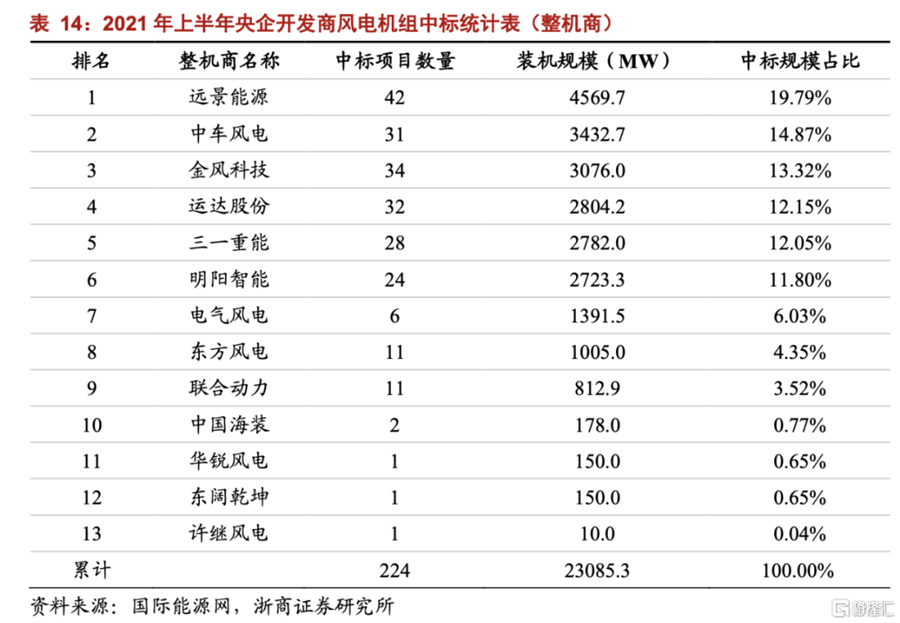 表 14：2021 年上半年央企开发商风电机组中标统计表（整机商）
排名 整机商名称 中标项目数量 装机规模（MW） 中标规模占比
1 远景能源 42 4569.7 19.79%
2 中车风电 31 3432.7 14.87%
3 金风科技 34 3076.0 13.32%
4 运达股份 32 2804.2 12.15%
5 三一重能 28 2782.0 12.05%
6 明阳智能 24 2723.3 11.80%
7 电气风电 6 1391.5 6.03%
8 东方风电 11 1005.0 4.35%
9 联合动力 11 812.9 3.52%
10 中国海装 2 178.0 0.77%
11 华锐风电 1 150.0 0.65%
12 东阔乾坤 1 150.0 0.65%
13 许继风电 1 10.0 0.04%
累计 224 23085.3 100.00%
资料来源：国际能源网，浙商证券研究所
格隆汇